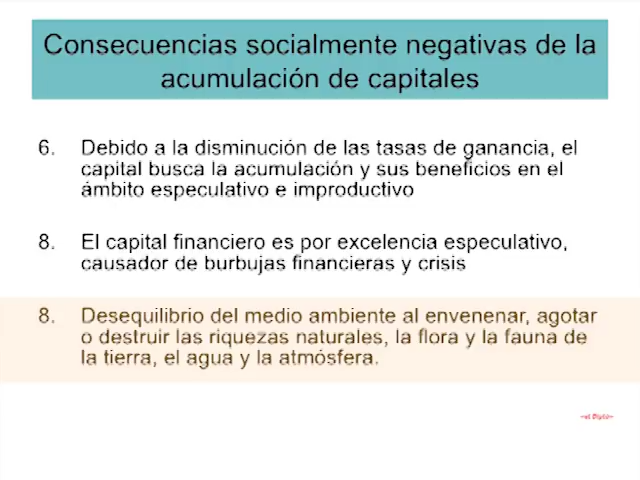 Consecuencias socialmente negativas de la
acumulación de capitales
6. Debido a la disminución de las tasas de ganancia, el
capital busca la acumulación y sus beneficios en el
ámbito especulativo e improductivo
8. El capital financiero es por excelencia especulativo,
causador de burbujas financieras y crisis
8. Desequilibrio del medio ambiente al envenenar, agotar
o destruir las riquezas naturales, la flora y la fauna de
la tierra, el agua y la atmósfera.